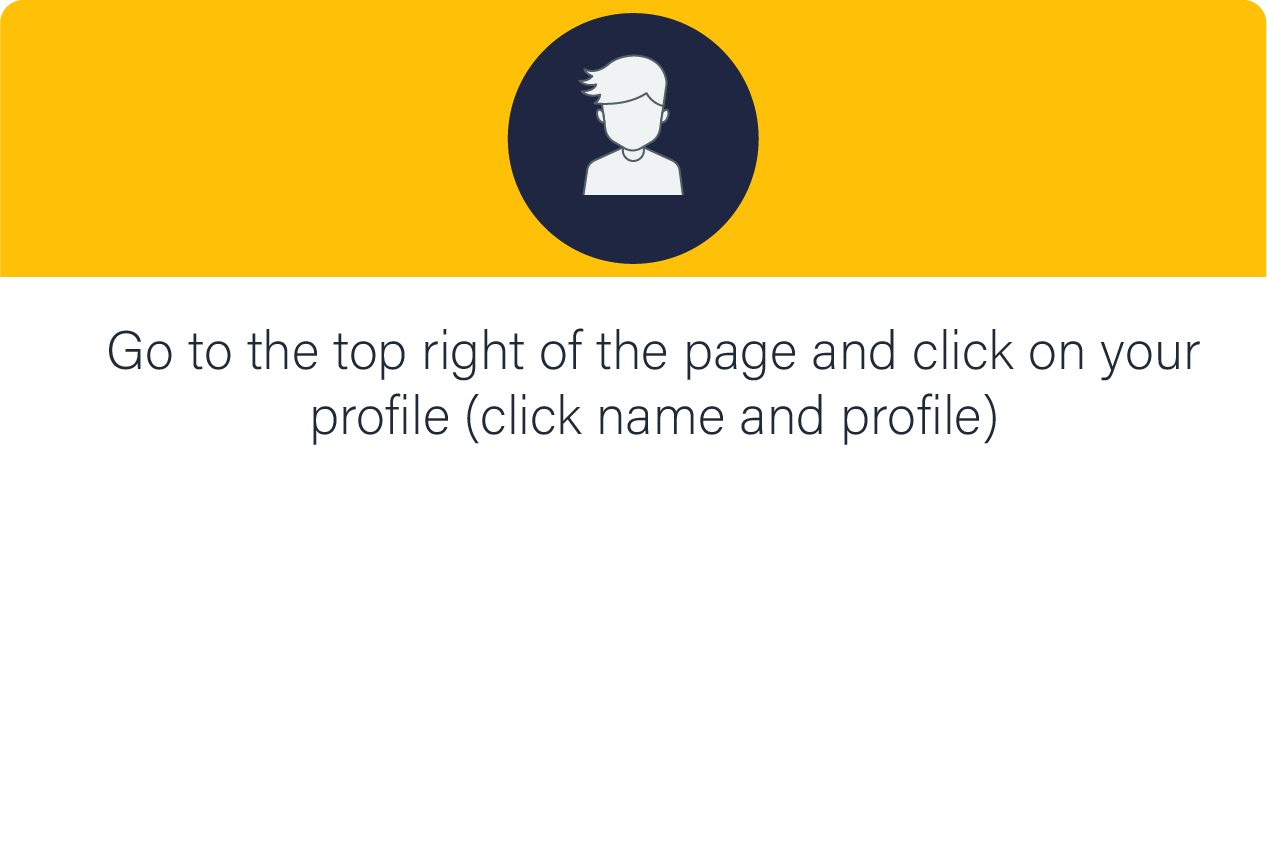 Go to the top right of the page and click on your
profile (click name and profile)